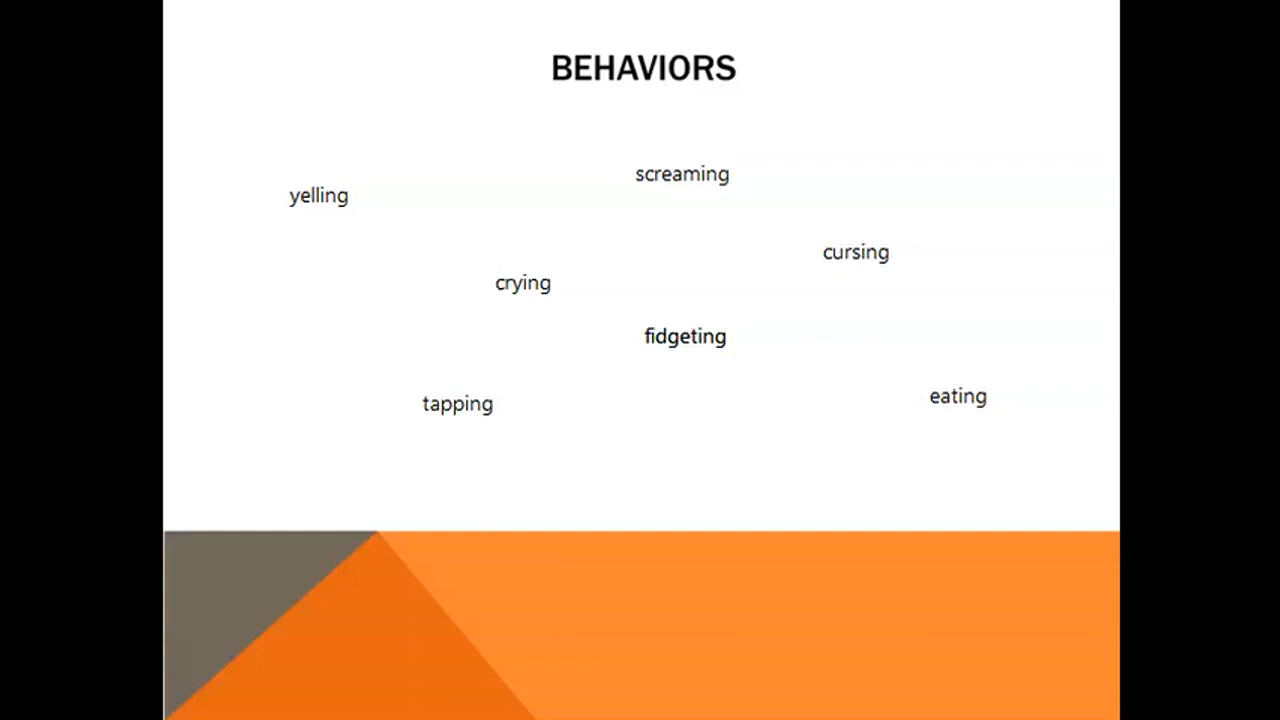 BEHAVIORS
screaming
yelling
cursing
crying
fidgeting
eating
tapping